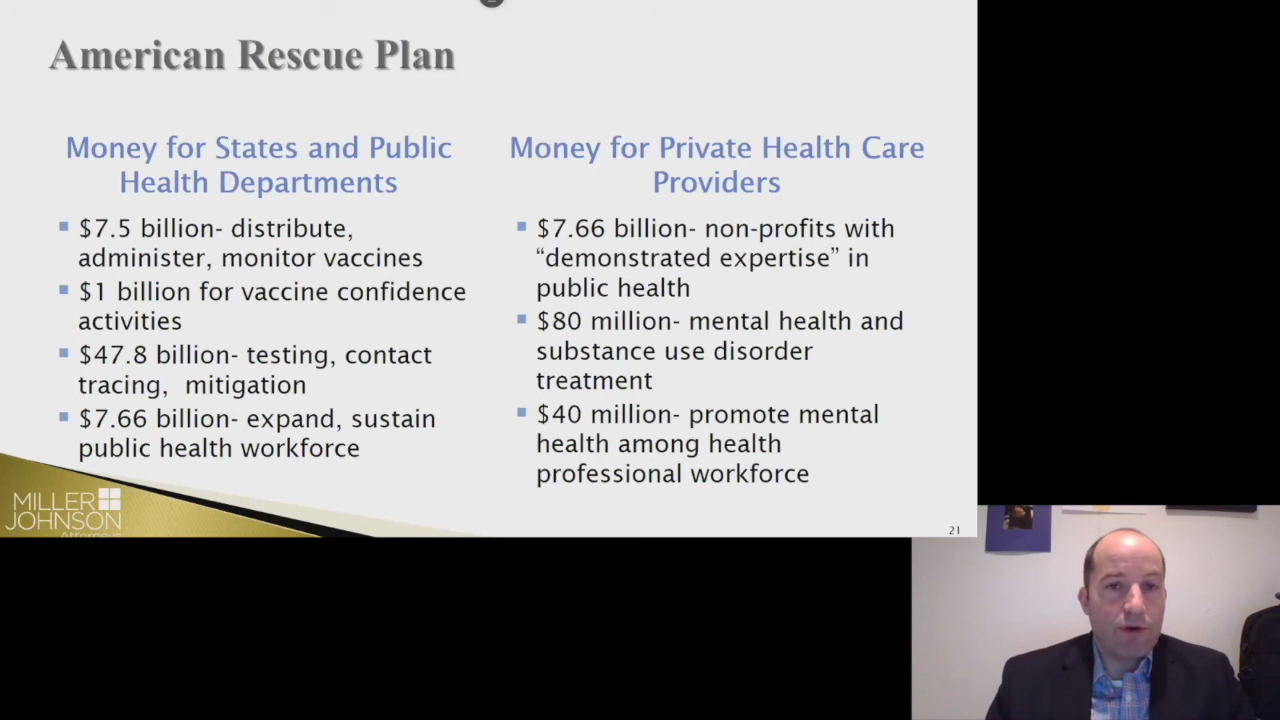 American Rescue Plan
Money for States and Public
Health Departments
$7.5 billion- distribute,
administer, monitor vaccines
$1 billion for vaccine confidence
activities
$47.8 billion- testing, contact
tracing, mitigation
$7.66 billion- expand, sustain
public health workforce
Money for Private Health Care
Providers
$7.66 billion- non-profits with
“demonstrated expertise” in
public health
$80 million- mental health and
substance use disorder
treatment
$40 million- promote mental
health among health
professional workforce
MILLER
JOHNSON
Attorneys
21